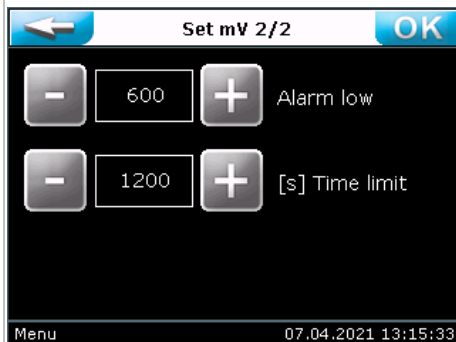 Set mV 2/2 OK
- 600 + Alarm low
- 1200 + [s] Time limit
Menu 07.04.2021 13:15:33